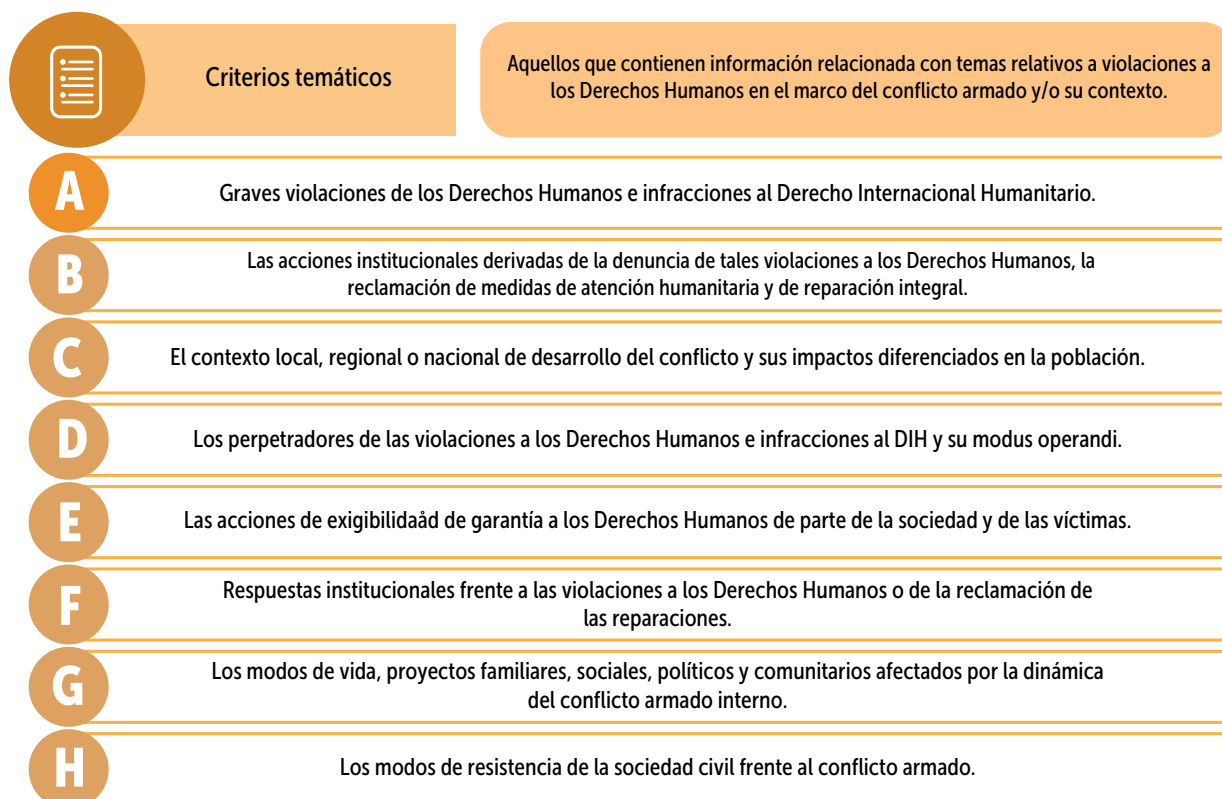 Criterios temáticos
Aquellos que contienen información relacionada con temas relativos a violaciones a
los Derechos Humanos en el marco del conflicto armado y/o su contexto.
A
Graves violaciones de los Derechos Humanos e infracciones al Derecho Internacional Humanitario.
B
Las acciones institucionales derivadas de la denuncia de tales violaciones a los Derechos Humanos, la
reclamación de medidas de atención humanitaria y de reparación integral.
C
El contexto local, regional o nacional de desarrollo del conflicto y sus impactos diferenciados en la población.
D
Los perpetradores de las violaciones a los Derechos Humanos e infracciones al DIH y su modus operandi.
E
Las acciones de exigibilidaåd de garantía a los Derechos Humanos de parte de la sociedad y de las víctimas.
F
Respuestas institucionales frente a las violaciones a los Derechos Humanos o de la reclamación de
las reparaciones.
G
Los modos de vida, proyectos familiares, sociales, políticos y comunitarios afectados por la dinámica
del conflicto armado interno.
H
Los modos de resistencia de la sociedad civil frente al conflicto armado.